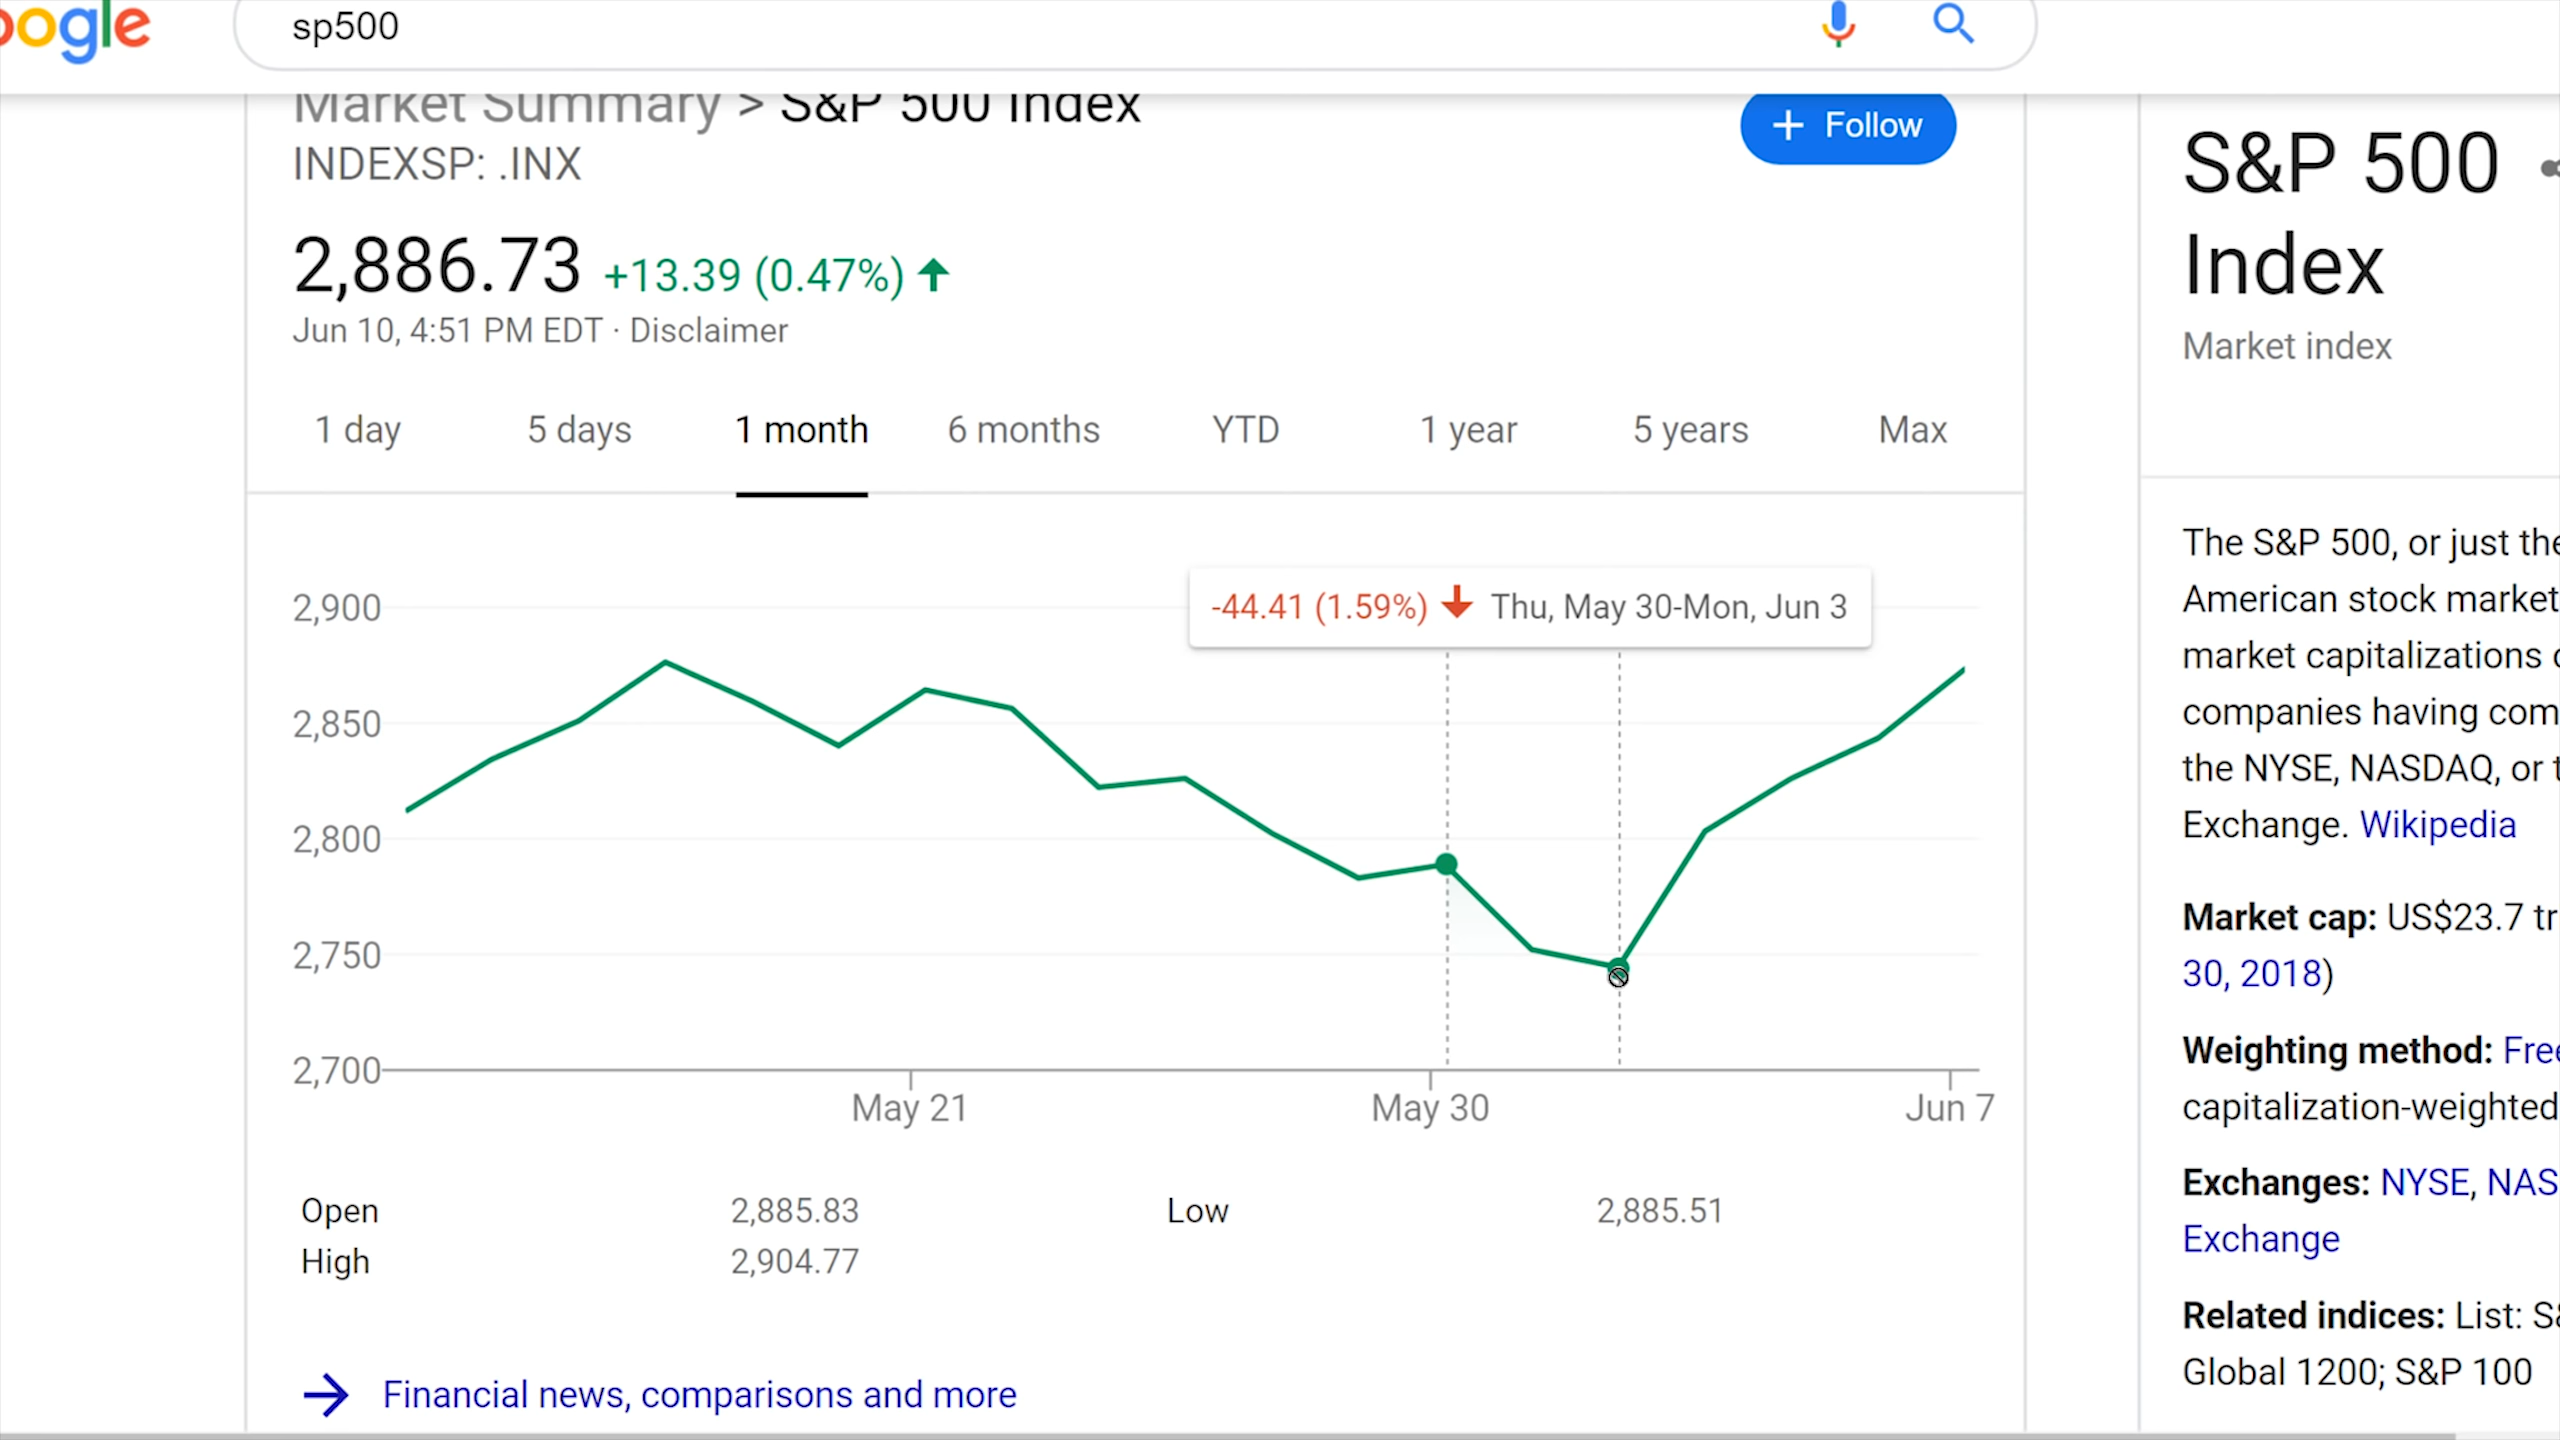 oogle
sp500
Market Summary > S&P 500 Index
Follow
INDEXSP: .INX
2,886.73 +13.39 (0.47%)
Jun 10, 4:51 PM EDT · Disclaimer
1 day 5 days 1 month 6 months YTD 1 year 5 years Max
-44.41 (1.59%) Thu, May 30-Mon, Jun 3
2,900
2,850
2,800
2,750
2,700
May 21 May 30 Jun 7
Open 2,885.83 Low 2,885.51
High 2,904.77
Financial news, comparisons and more
S&P 500
Index
Market index
The S&P 500, or just the
American stock market
market capitalizations
companies having com
the NYSE, NASDAQ, or
Exchange. Wikipedia
Market cap: US$23.7 tr
30, 2018)
Weighting method: Free
capitalization-weighted
Exchanges: NYSE, NAS
Exchange
Related indices: List: S&
Global 1200; S&P 100